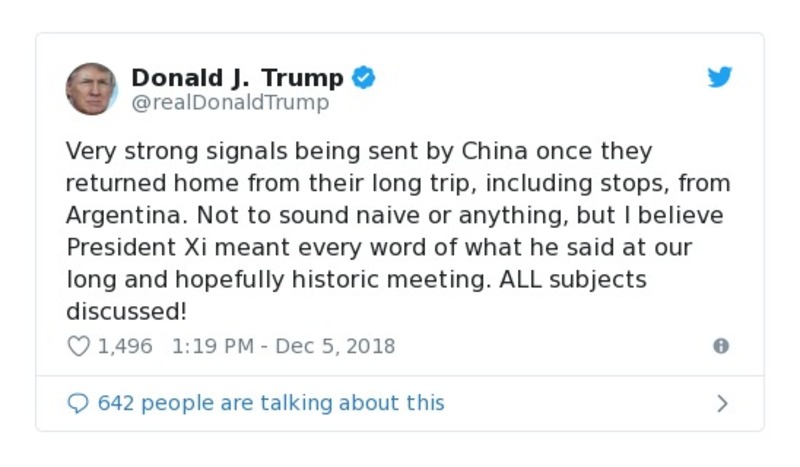 Donald J. Trump
@realDonaldTrump
Very strong signals being sent by China once they
returned home from their long trip, including stops, from
Argentina. Not to sound naive or anything, but I believe
President Xi meant every word of what he said at our
long and hopefully historic meeting. ALL subjects
discussed!
1,496 1:19 PM - Dec 5, 2018
642 people are talking about this